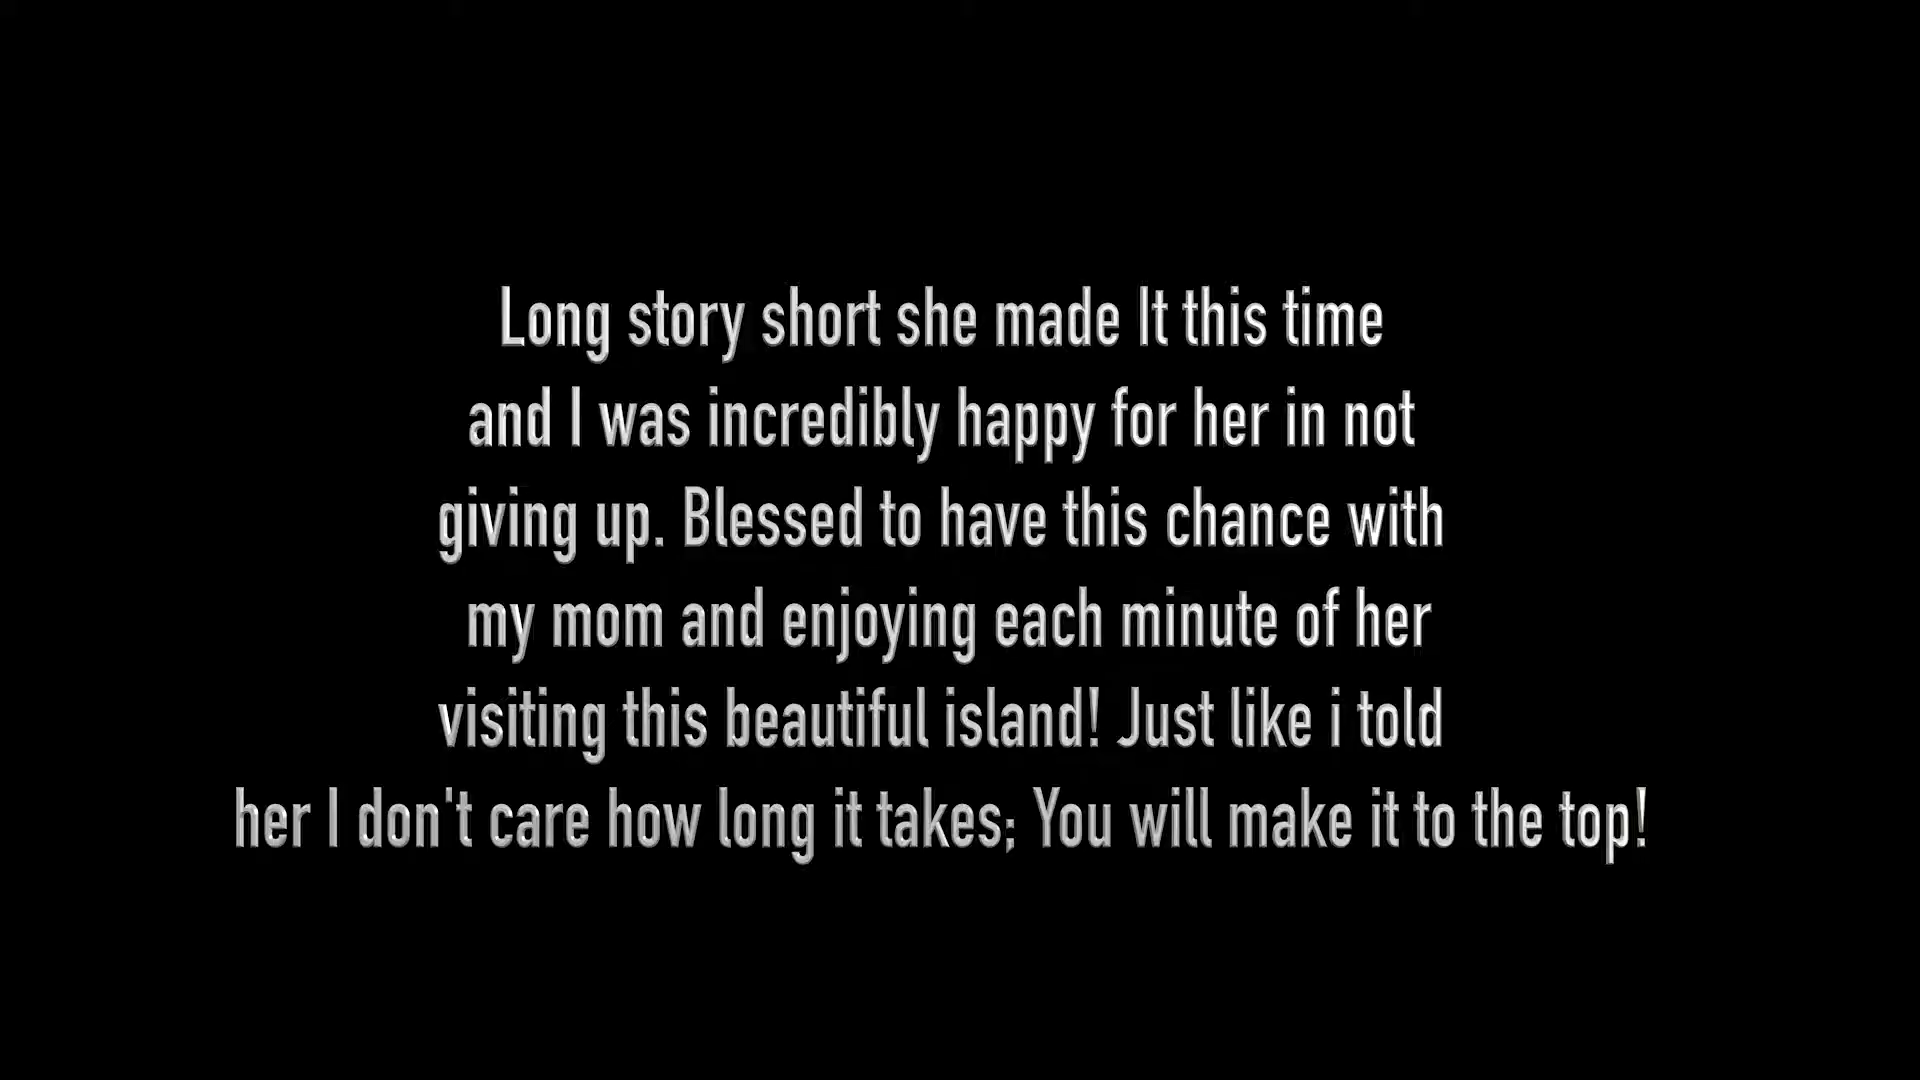 Long story short she made It this time
and I was incredibly happy for her in not
giving up. Blessed to have this chance with
my mom and enjoying each minute of her
visiting this beautiful island! Just like i told
her I don't care how long it takes; You will make it to the top!